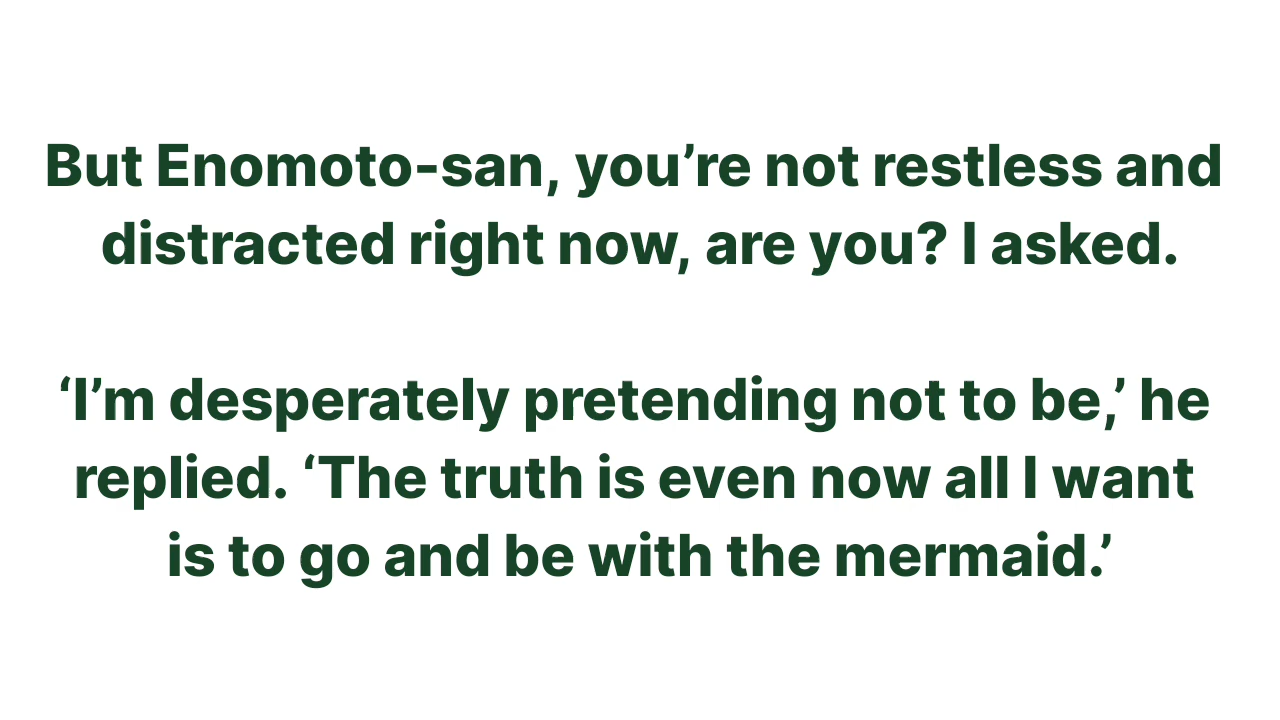 But Enomoto-san, you’re not restless and
distracted right now, are you? I asked.
‘I’m desperately pretending not to be,’ he
replied. ‘The truth is even now all I want
is to go and be with the mermaid.’